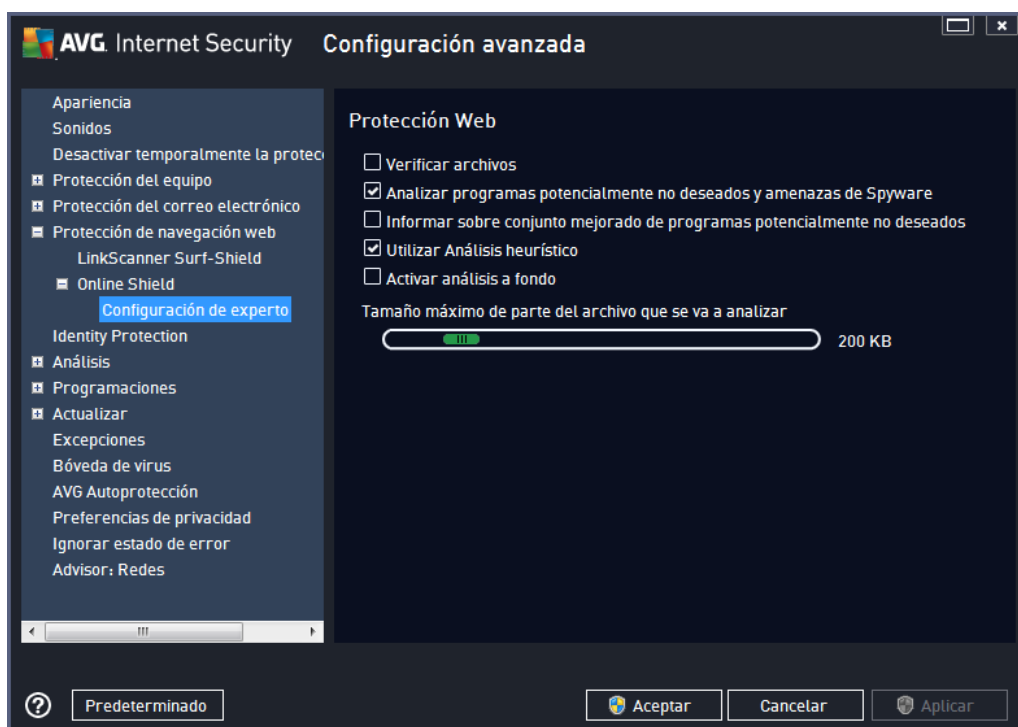 AVG. Internet Security Configuración avanzada
Apariencia
Sonidos
Desactivar temporalmente la protec
Protección del equipo
Protección del correo electrónico
Protección de navegación web
LinkScanner Surf-Shield
Online Shield
Configuración de experto
Identity Protection
Análisis
Programaciones
Actualizar
Excepciones
Bóveda de virus
AVG Autoprotección
Preferencias de privacidad
Ignorar estado de error
Advisor: Redes
Protección Web
Verificar archivos
Analizar programas potencialmente no deseados y amenazas de Spyware
Informar sobre conjunto mejorado de programas potencialmente no deseados
Utilizar Análisis heurístico
Activar análisis a fondo
Tamaño máximo de parte del archivo que se va a analizar
200 KB
Predeterminado
Aceptar
Cancelar
Aplicar